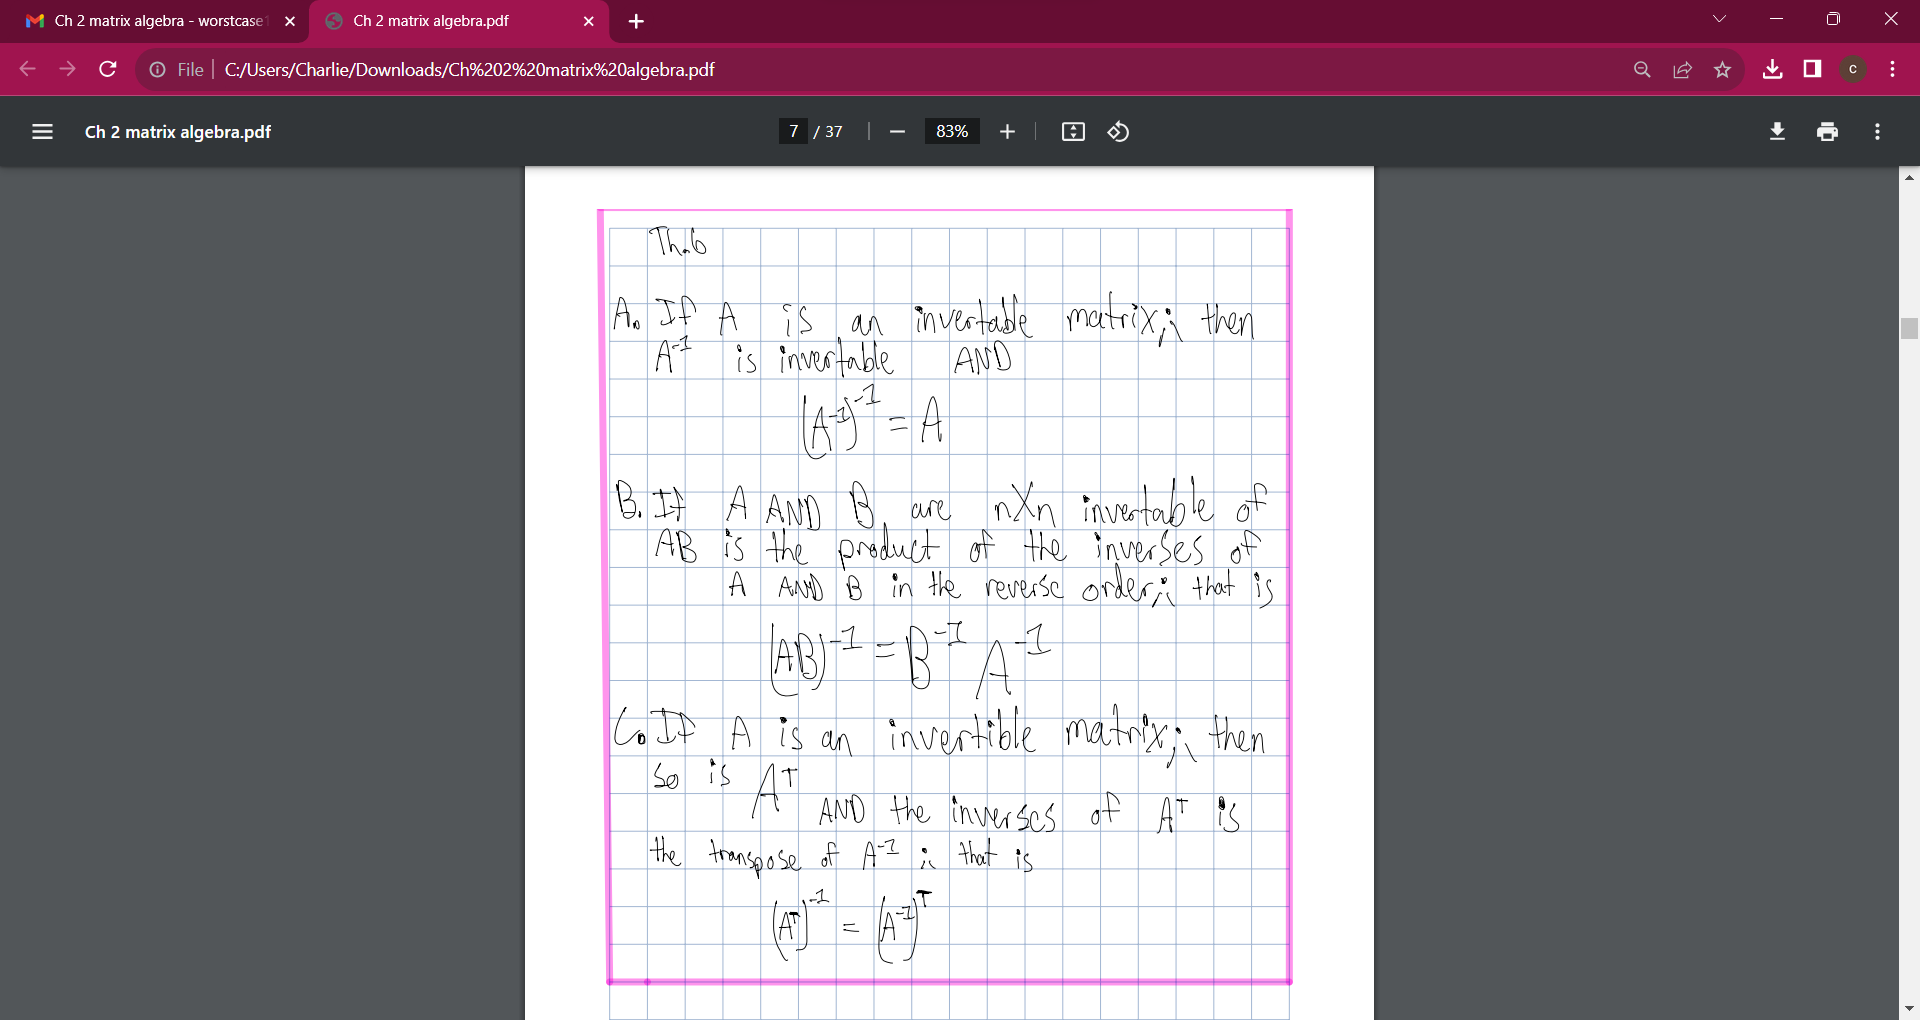 Ch 2 matrix algebra - worstcase1
Ch 2 matrix algebra.pdf
File
C:/Users/Charlie/Downloads/Ch%202%20matrix%20algebra.pdf
C
Ch 2 matrix algebra.pdf
7 / 37
83%
Th.6
A. If A is an invertable matrix, then
A⁻¹ is invertable AND
(A⁻¹)⁻¹ = A
B. If A AND B are nXn invertable of
AB is the product of the inverses of
A AND B in the reverse order; that is
(AB)⁻¹ = B⁻¹ A⁻¹
C. If A is an invertible matrix, then
so is Aᵀ
AND the inverses of Aᵀ is
the transpose of A⁻¹ ; that is
(Aᵀ)⁻¹ = (A⁻¹)ᵀ